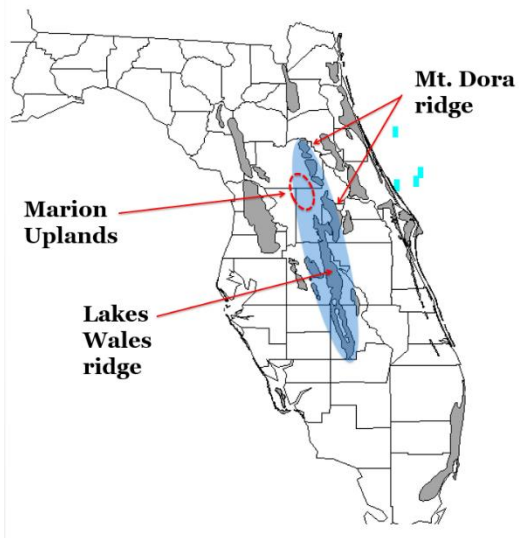 Mt. Dora
ridge
Marion
Uplands
Lakes
Wales
ridge